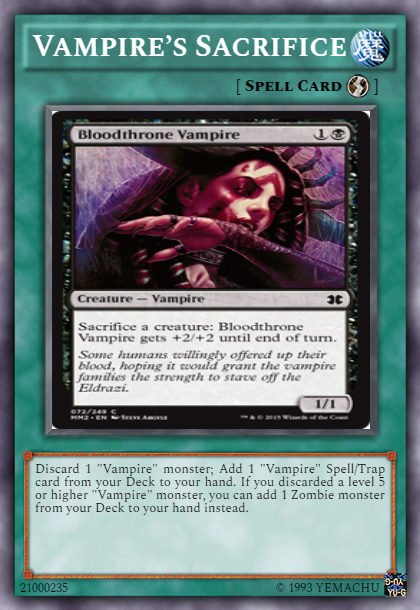 VAMPIRE'S SACRIFICE
魔
[ SPELL CARD ]
Bloodthrone Vampire 1
Creature — Vampire
Sacrifice a creature: Bloodthrone
Vampire gets +2/+2 until end of turn.
Some humans willingly offered up their
blood, hoping it would grant the vampire
families the strength to stave off the
Eldrazi.
1/1
072/249 C
MM2 • EN STEVE ARGYLE
™ & © 2015 Wizards of the Coast
Discard 1 "Vampire" monster; Add 1 "Vampire" Spell/Trap
card from your Deck to your hand. If you discarded a level 5
or higher "Vampire" monster, you can add 1 Zombie monster
from your Deck to your hand instead.
21000235
© 1993 YEMACHU